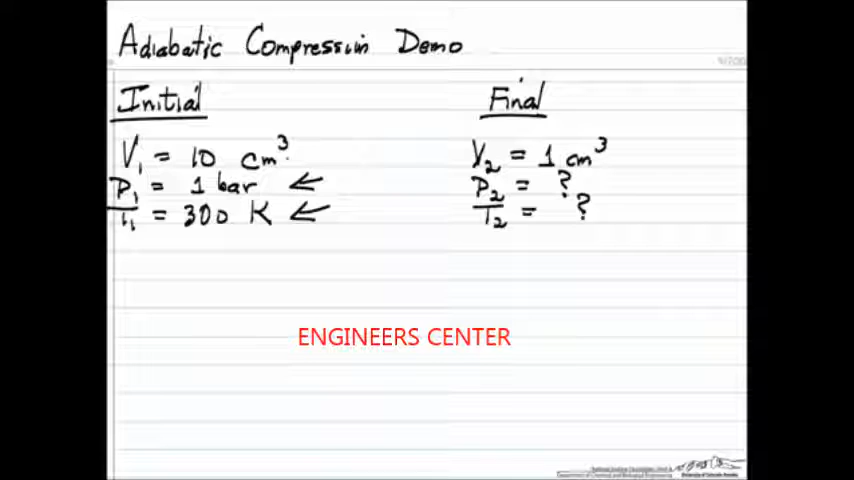 Adiabatic Compression Demo
Initial
Final
V₁ = 10 cm³
P₁ = 1 bar ←
T₁ = 300 K ←
V₂ = 1 cm³
P₂ = ?
T₂ = ?
ENGINEERS CENTER